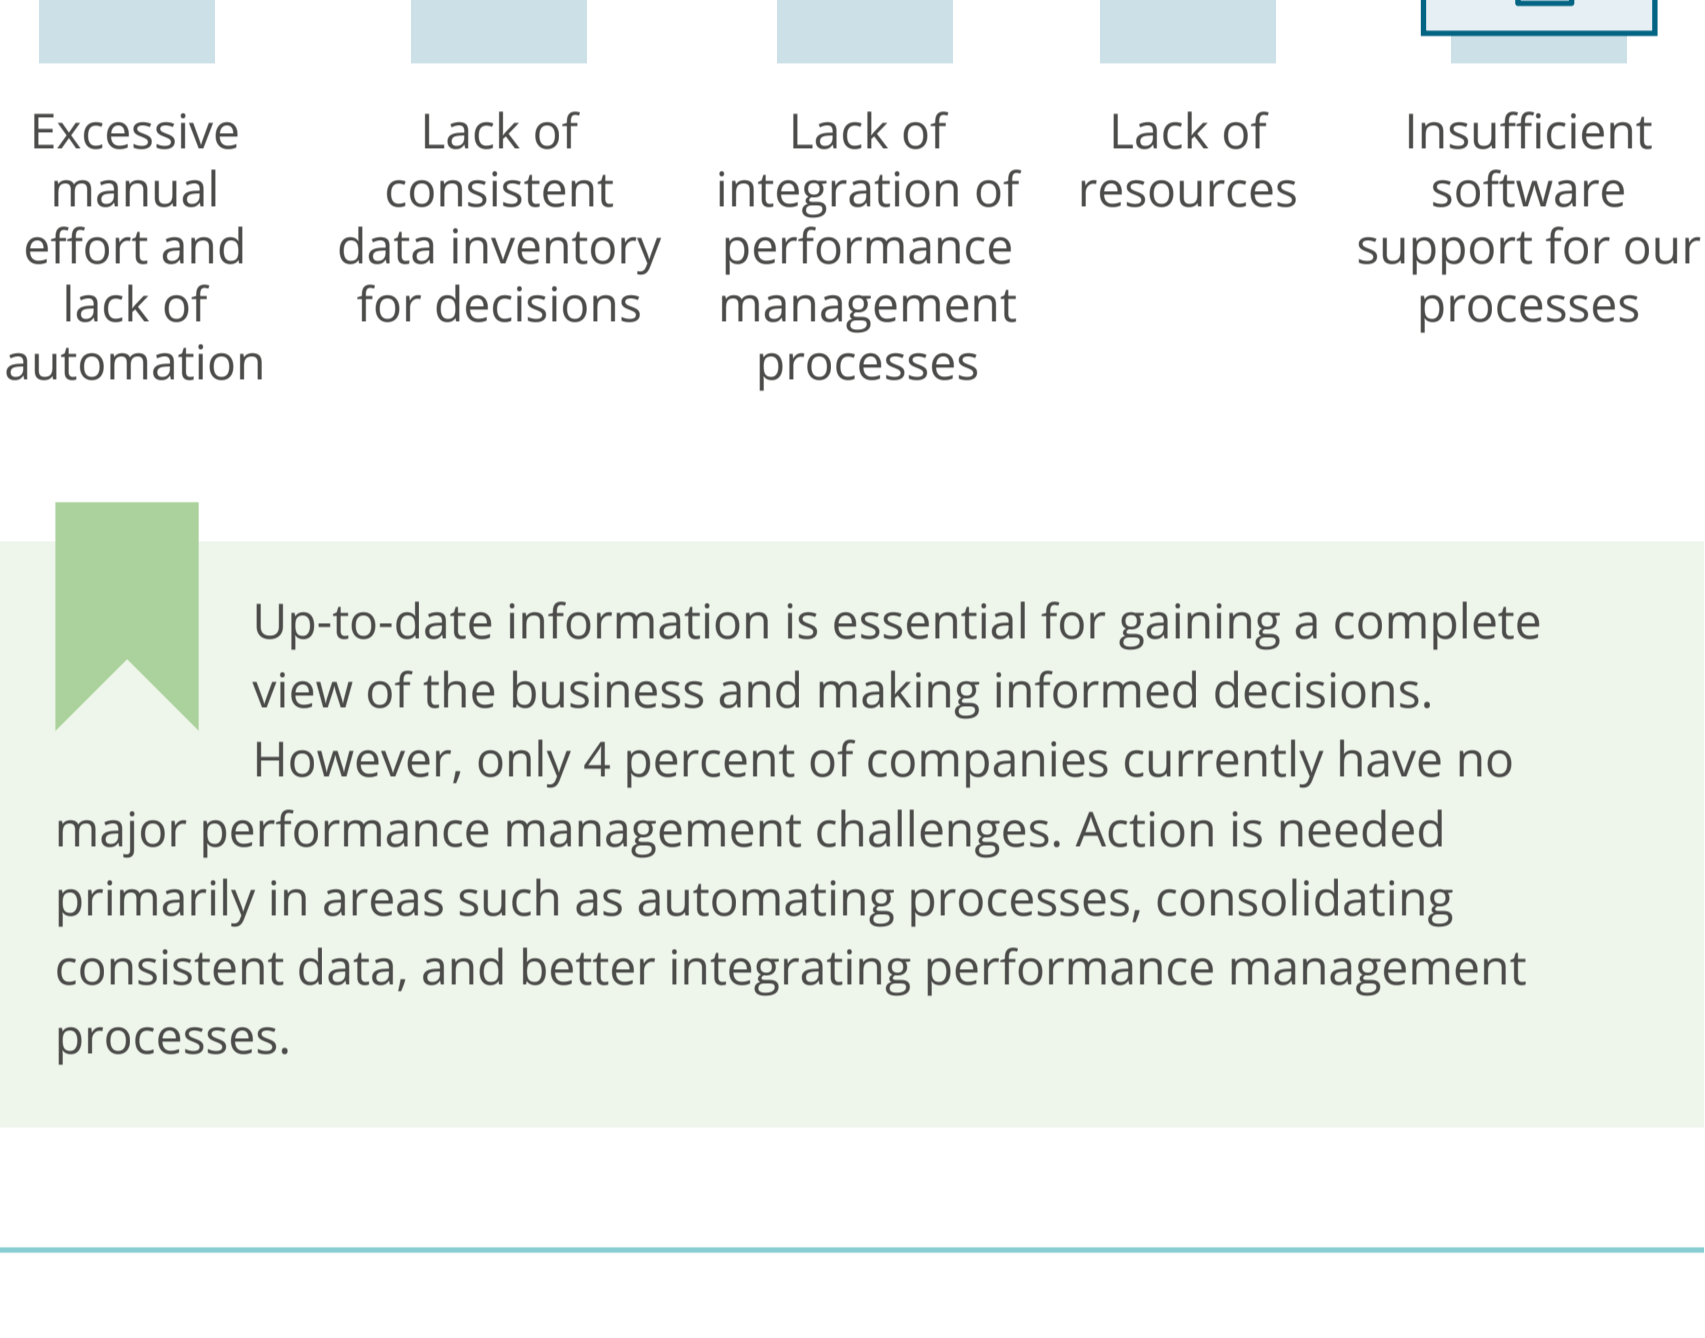 Excessive
manual
effort and
lack of
automation
Lack of
consistent
data inventory
for decisions
Lack of
integration of
performance
management
processes
Lack of
resources
Insufficient
software
support for our
processes
Up-to-date information is essential for gaining a complete
view of the business and making informed decisions.
However, only 4 percent of companies currently have no
major performance management challenges. Action is needed
primarily in areas such as automating processes, consolidating
consistent data, and better integrating performance management
processes.